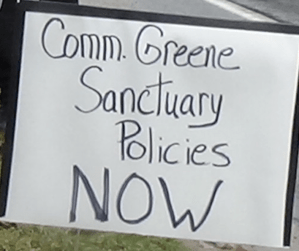 Comm. Greene
Sanctuary
Policies
NOW